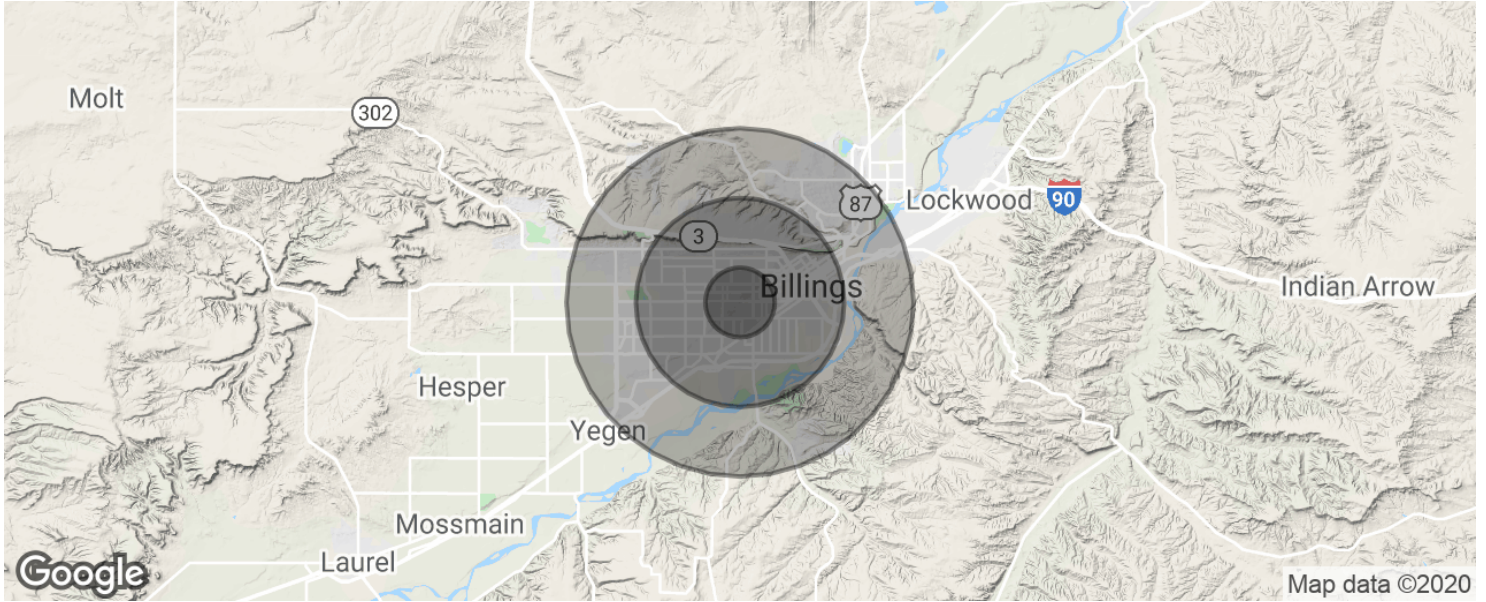 Molt
302
87
Lockwood
90
3
Billings
Indian Arrow
Hesper
Yegen
Mossmain
Laurel
Google
Map data ©2020